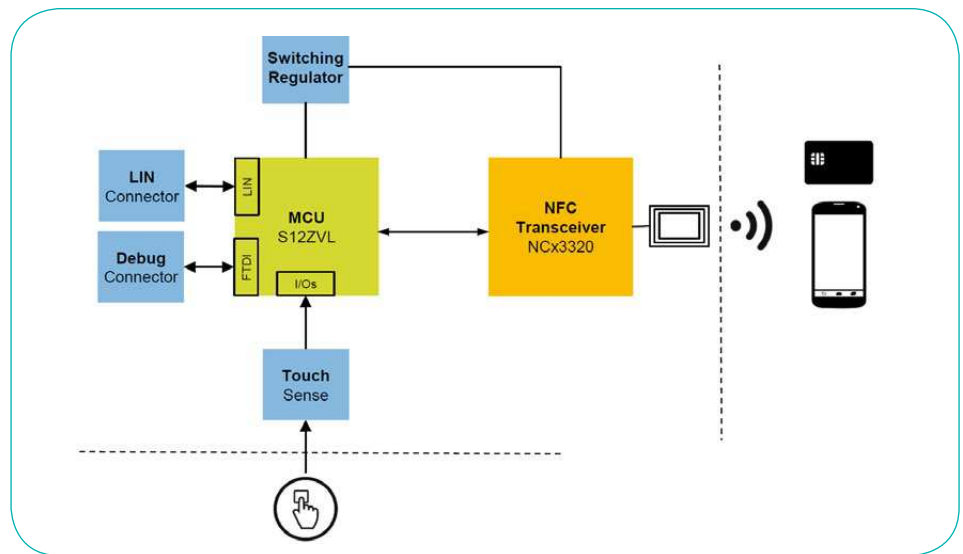 Switching
Regulator
LIN
Connector
LIN
MCU
S12ZVL
NFC
Transceiver
NCx3320
Debug
Connector
FTDI
I/Os
Touch
Sense